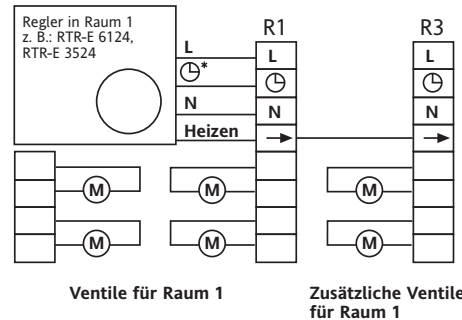 Regler in Raum 1
z. B.: RTR-E 6124,
RTR-E 3524
R1
R3
L
*
N
Heizen
L
N
L
N
M
M
M
M
M
M
Ventile für Raum 1
Zusätzliche Ventile
für Raum 1